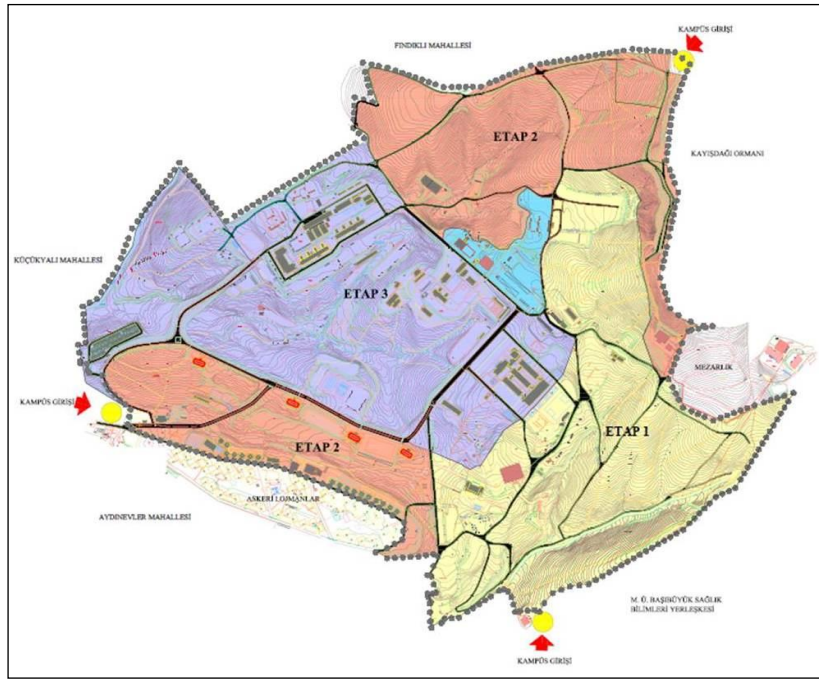 KAMPÜS GİRİŞİ
FINDIKLI MAHALLESİ
ETAP 2
KAYIŞDAĞI ORMANI
KÜÇÜKYALI MAHALLESİ
ETAP 3
MEZARLIK
KAMPÜS GİRİŞİ
ETAP 1
ETAP 2
ASKERİ LOJMANLAR
AYDINEVLER MAHALLESİ
M. Ü. BAŞIBÜYÜK SAĞLIK
BİLİMLERİ YERLEŞKESİ
KAMPÜS GİRİŞİ